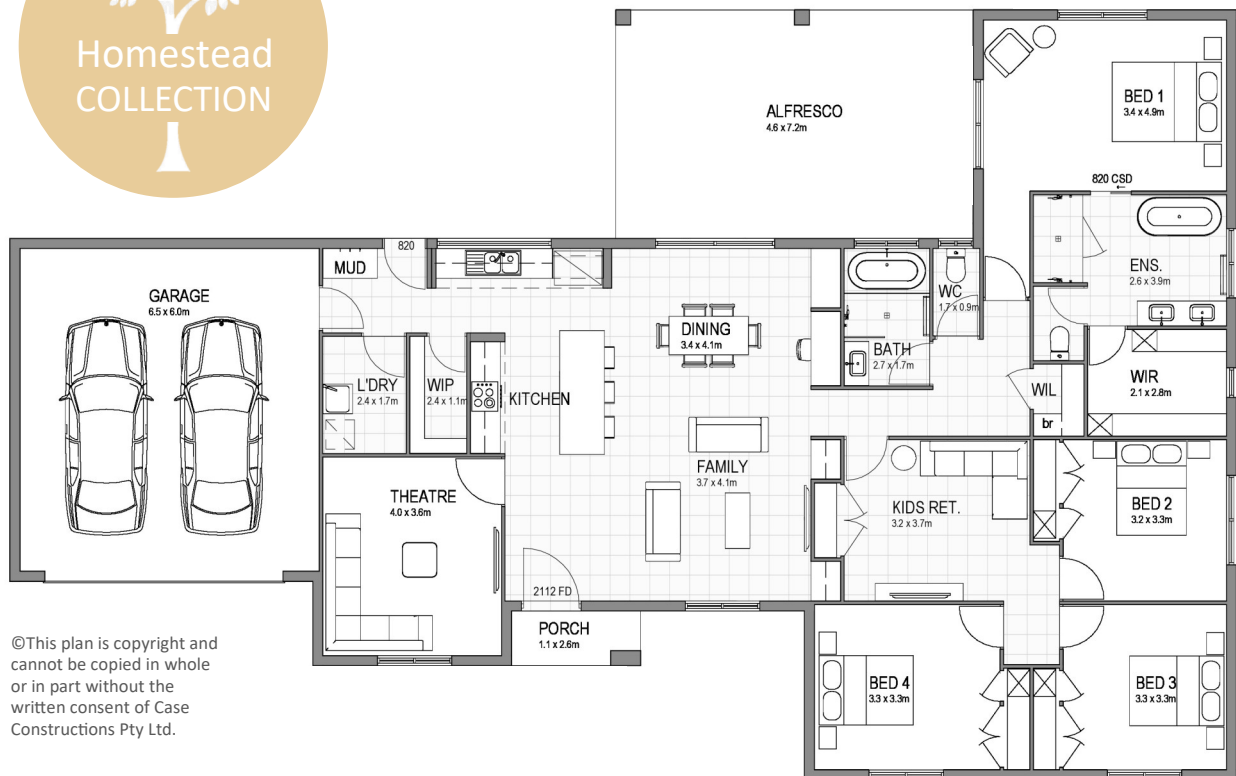 Homestead
COLLECTION
ALFRESCO
4.6 x 7.2m
BED 1
3.4 x 4.9m
820 CSD
820
MUD
GARAGE
6.5 x 6.0m
ENS.
2.6 x 3.9m
WC
1.7 x 0.9m
DINING
3.4 x 4.1m
BATH
2.7 x 1.7m
L'DRY
2.4 x 1.7m
WIP
2.4 x 1.1m
KITCHEN
WIL
br
WIR
2.1 x 2.8m
FAMILY
3.7 x 4.1m
THEATRE
4.0 x 3.6m
KIDS RET.
3.2 x 3.7m
BED 2
3.2 x 3.3m
2112 FD
PORCH
1.1 x 2.6m
BED 4
3.3 x 3.3m
BED 3
3.3 x 3.3m
©This plan is copyright and
cannot be copied in whole
or in part without the
written consent of Case
Constructions Pty Ltd.